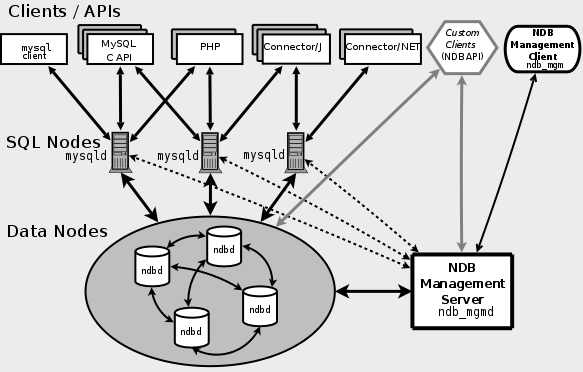 Clients / APIs
mysql
client
MySQL
C API
PHP
Connector/J
Connector/NET
Custom
Clients
(NDBAPI)
NDB
Management
Client
ndb_mgm
SQL Nodes
mysqld
mysqld
mysqld
Data Nodes
ndbd
ndbd
ndbd
ndbd
NDB
Management
Server
ndb_mgmd